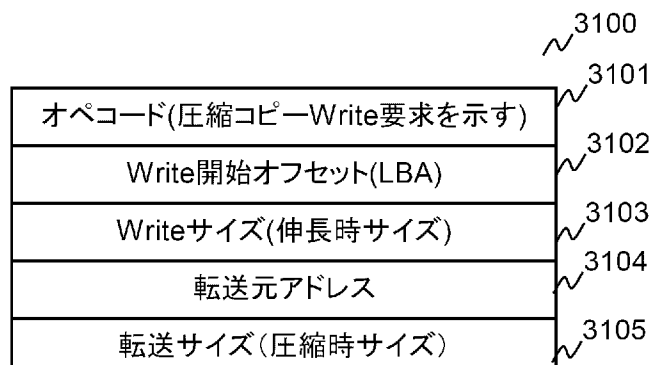 3100
3101
オペコード(圧縮コピーWrite要求を示す)
3102
Write開始オフセット(LBA)
3103
Writeサイズ(伸長時サイズ)
3104
転送元アドレス
3105
転送サイズ(圧縮時サイズ)